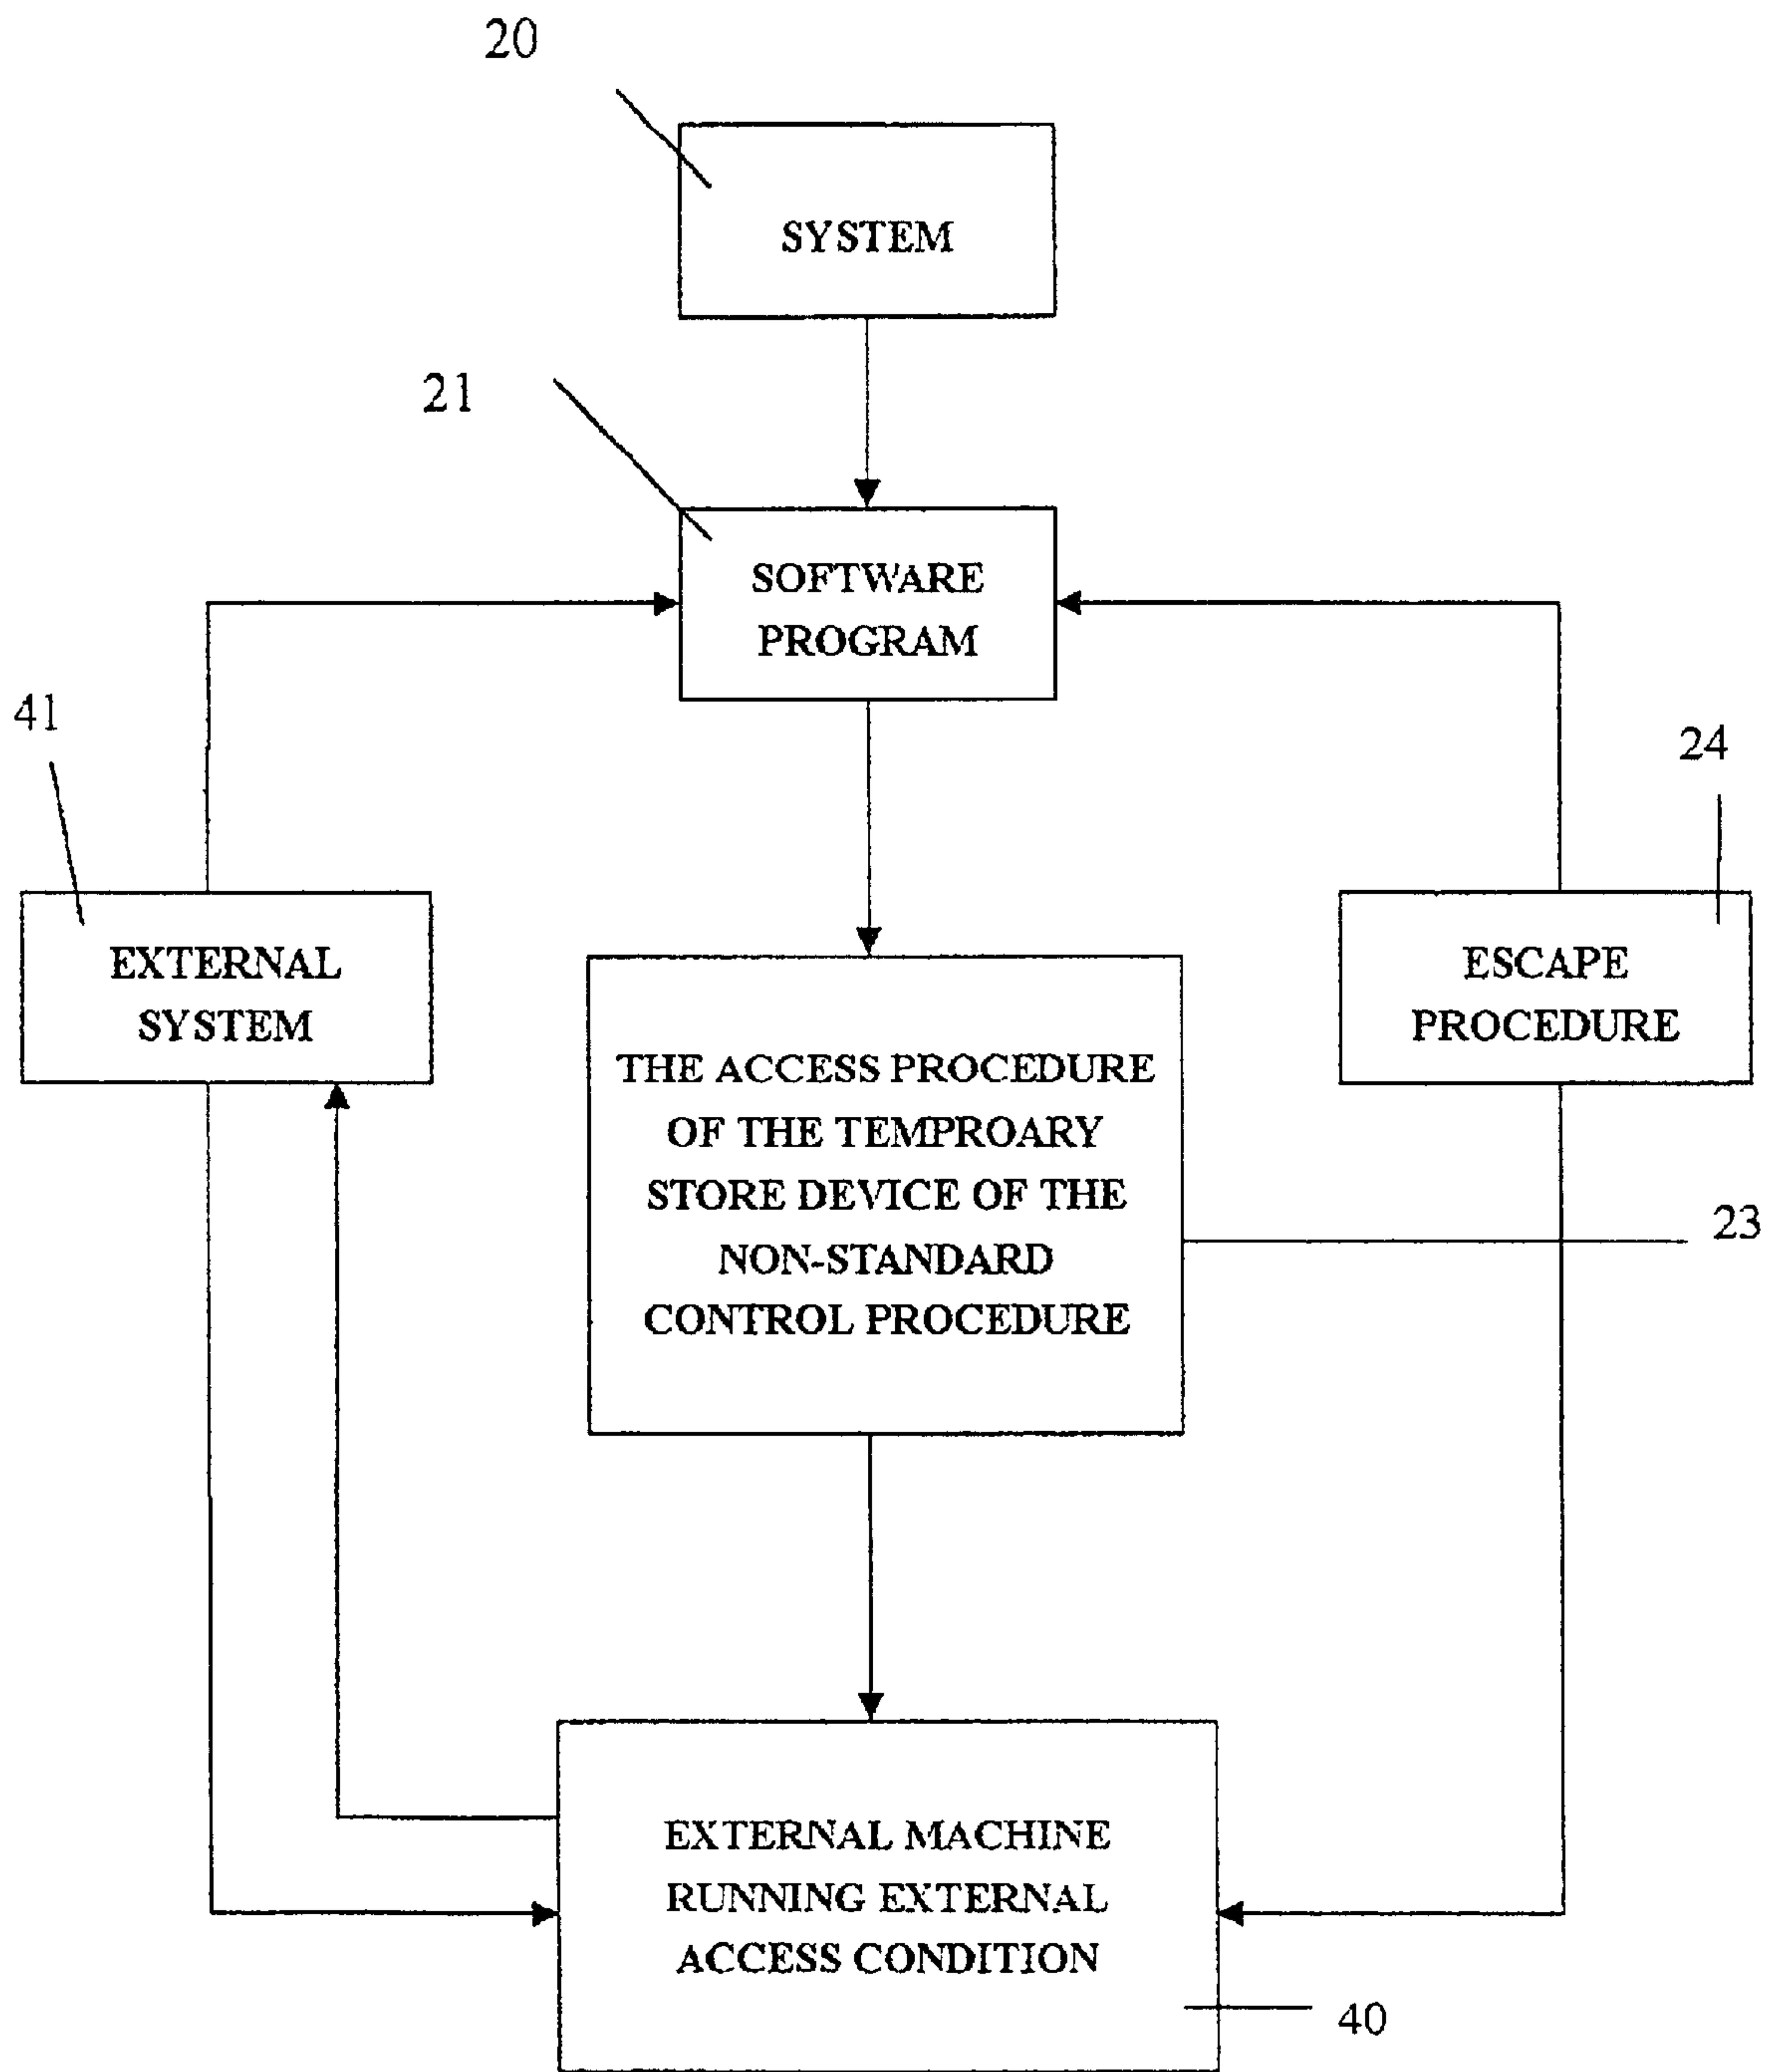 20
SYSTEM
21
SOFTWARE
PROGRAM
41
24
EXTERNAL
SYSTEM
ESCAPE
PROCEDURE
THE ACCESS PROCEDURE
OF THE TEMPROARY
STORE DEVICE OF THE
NON-STANDARD
CONTROL PROCEDURE
23
EXTERNAL MACHINE
RUNNING EXTERNAL
ACCESS CONDITION
40